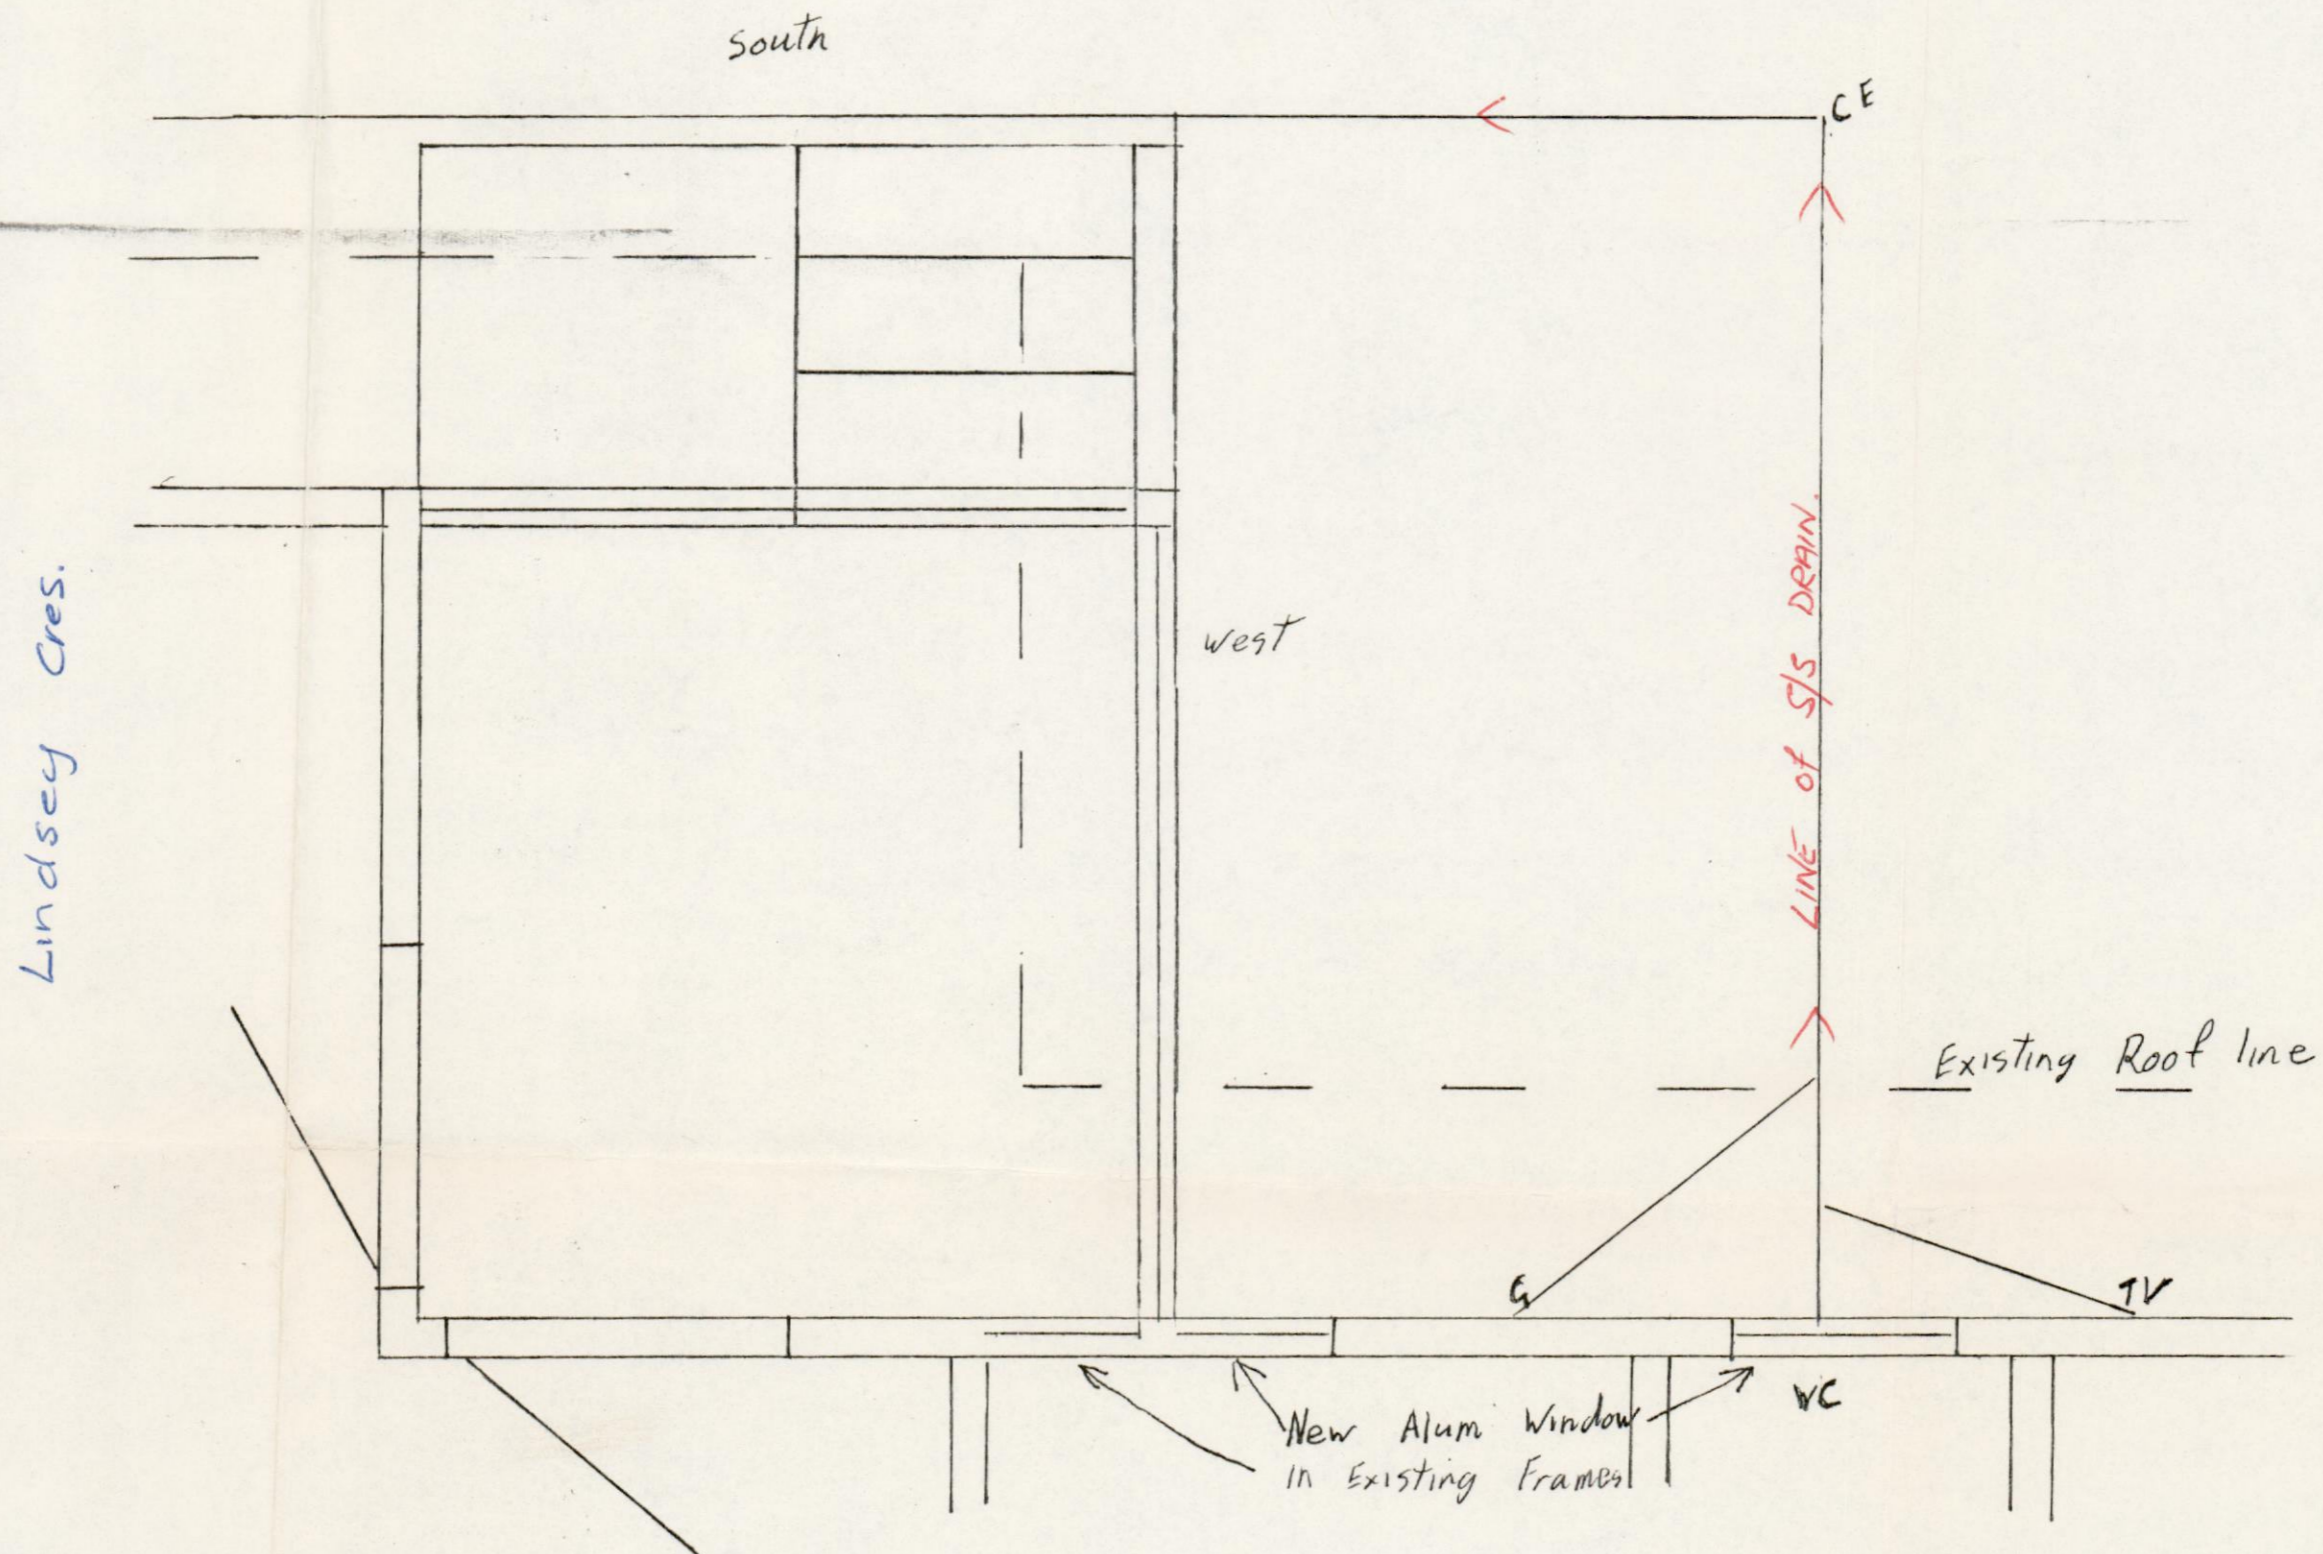 South
CE
Lindsey Cres.
West
LINE of S/S DRAIN.
Existing Roof line
G
TV
WC
New Alum Window
in Existing Frames